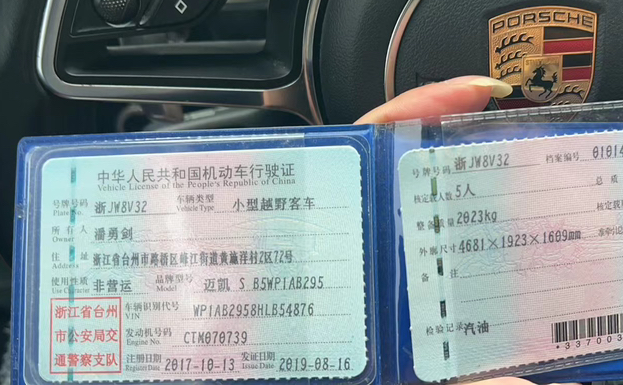 PORSCHE
中华人民共和国机动车行驶证
Vehicle License of the People's Republic of China
号牌号码 浙JW8V32 车辆类型 小型越野客车
Plate No. Vehicle Type
所有人 潘勇剑
Owner
住址 浙江省台州市路桥区峰江街道黄施洋村2区72号
Address
使用性质 非营运 品牌型号 迈凯 S B5WP1AB295
Use Character Model
浙江省台
州市公安局交
通警察支队
车辆识别代号 WP1AB2958HLB54876
VIN
发动机号码 CTM070739
Engine No.
注册日期 2017-10-13 发证日期 2019-08-16
Register Date Issue Date
号牌号码 浙JW8V32 档案编号
核定载人数 5人 总质
整备质量 2023kg 核定载
外廓尺寸 4681×1923×1609mm
备注
检验记录 汽油
*337003